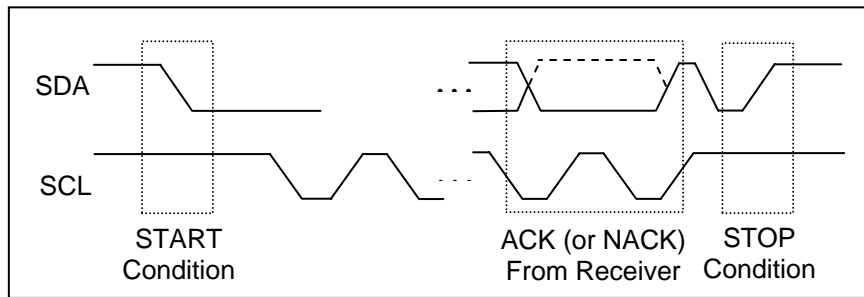 SDA
SCL
START
Condition
ACK (or NACK)
From Receiver
STOP
Condition